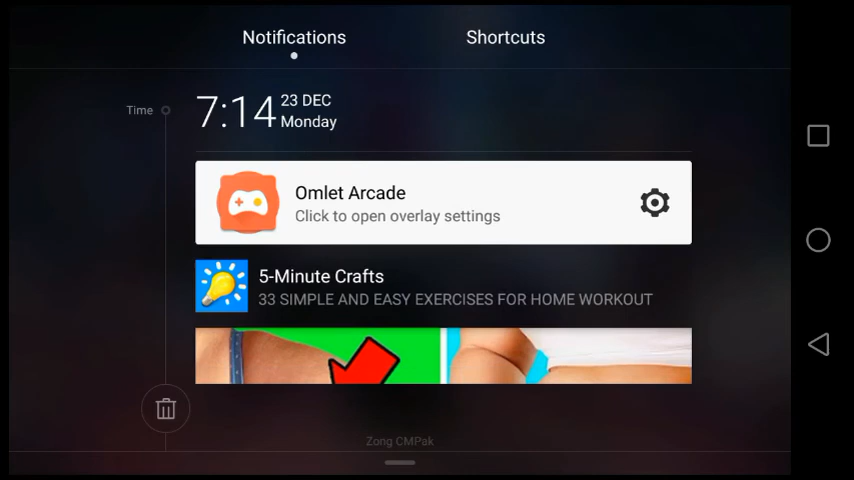 Notifications
Shortcuts
Time
7:14
23 DEC
Monday
Omlet Arcade
Click to open overlay settings
5-Minute Crafts
33 SIMPLE AND EASY EXERCISES FOR HOME WORKOUT
Zong CMPak